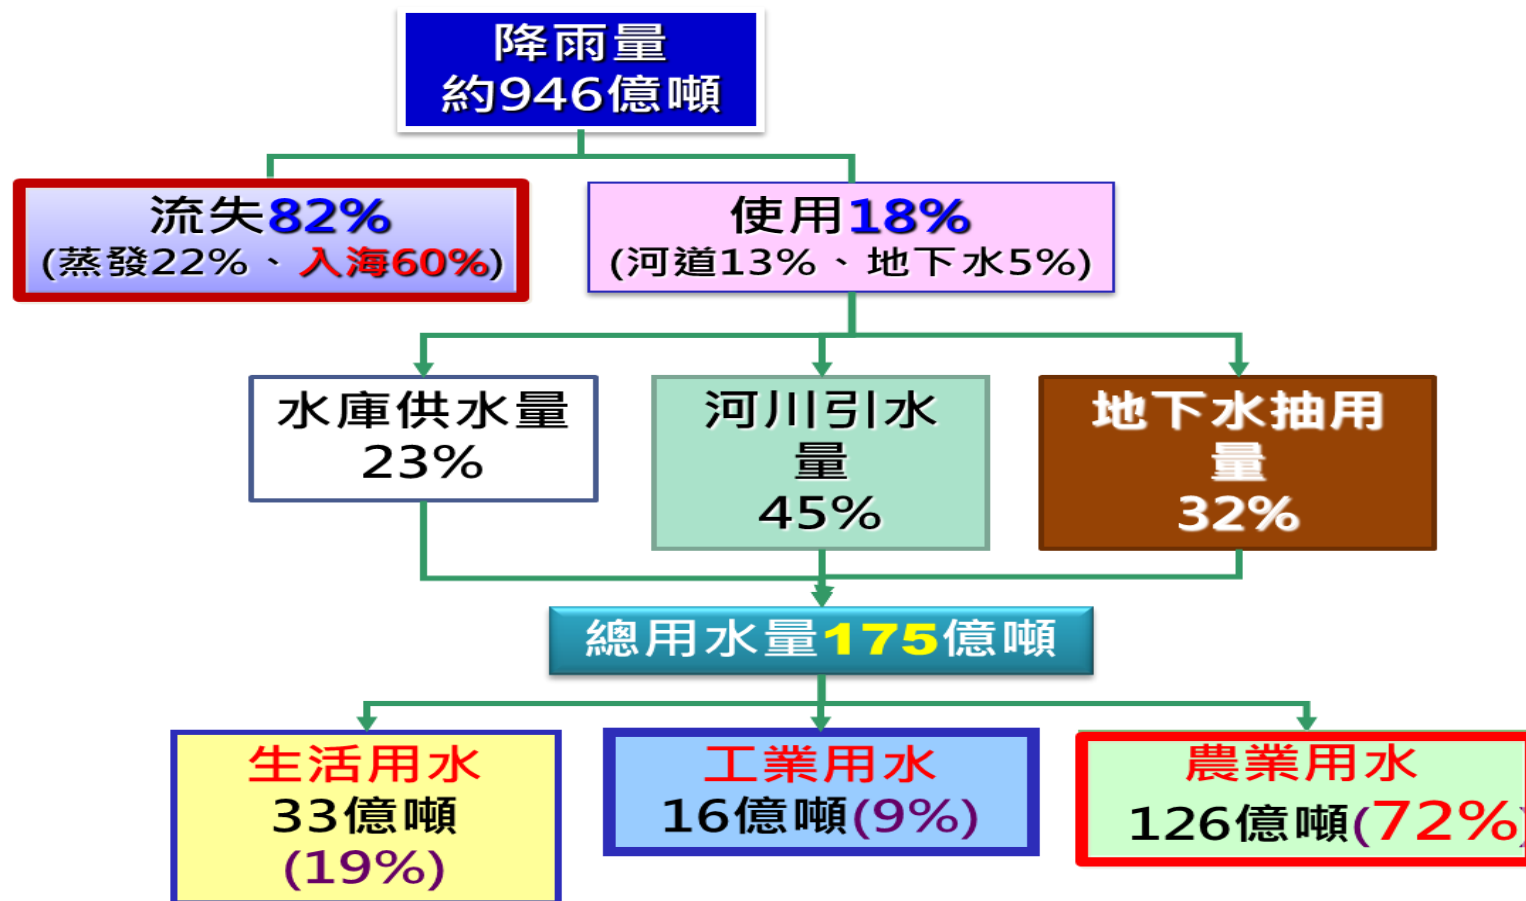 降雨量
約946億噸
流失82%
(蒸發22%、入海60%)
使用18%
(河道13%、地下水5%)
水庫供水量
23%
河川引水
量
45%
地下水抽用
量
32%
總用水量175億噸
生活用水
33億噸
(19%)
工業用水
16億噸(9%)
農業用水
126億噸(72%)